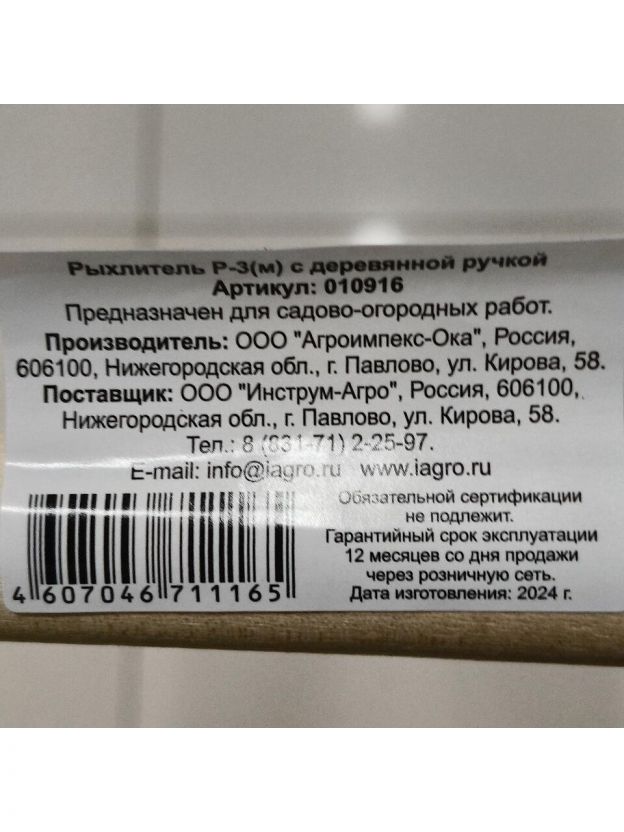 Рыхлитель Р-3(м) с деревянной ручкой
Артикул: 010916
Предназначен для садово-огородных работ.
Производитель: ООО "Агроимпекс-Ока", Россия,
606100, Нижегородская обл., г. Павлово, ул. Кирова, 58.
Поставщик: ООО "Инструм-Агро", Россия, 606100,
Нижегородская обл., г. Павлово, ул. Кирова, 58.
Тел.: 8 (831-71) 2-25-97.
E-mail: info@iagro.ru www.iagro.ru
Обязательной сертификации
не подлежит.
Гарантийный срок эксплуатации
12 месяцев со дня продажи
через розничную сеть.
Дата изготовления: 2024 г.
4 607046 711165